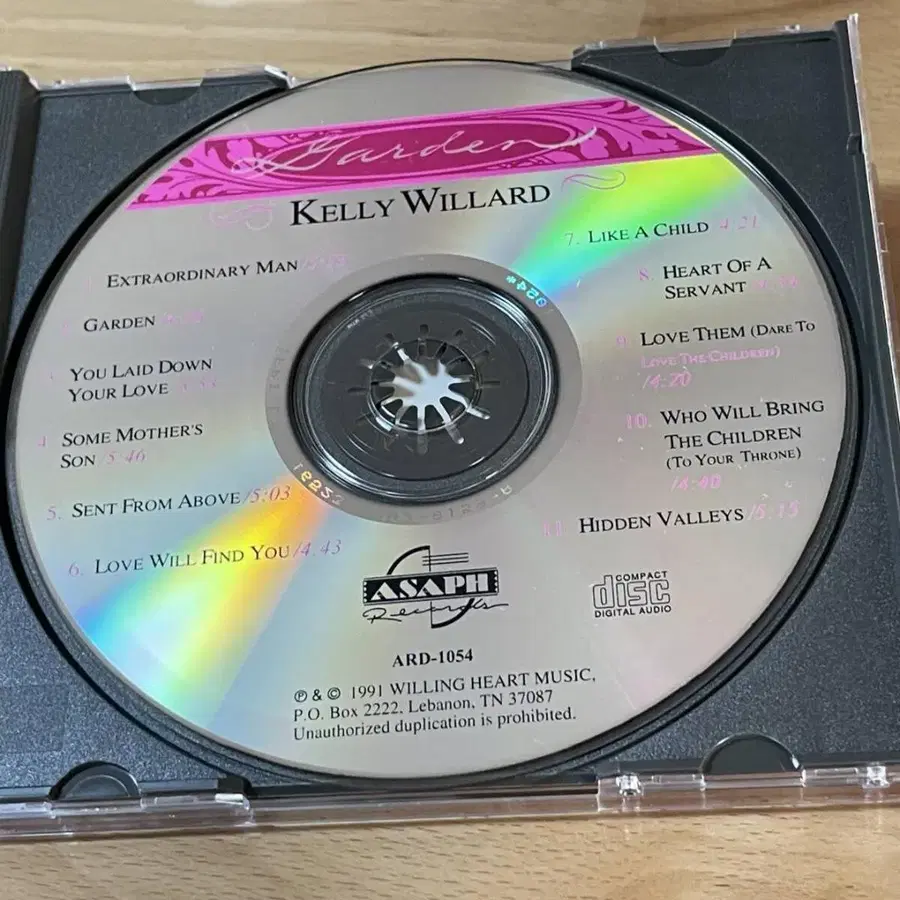 Garden
KELLY WILLARD
EXTRAORDINARY MAN
GARDEN
YOU LAID DOWN
YOUR LOVE
4. SOME MOTHER'S
SON /5:46
5. SENT FROM ABOVE /5:03
6. LOVE WILL FIND YOU /4:43
7. LIKE A CHILD /4:21
8. HEART OF A
SERVANT
9. LOVE THEM (DARE TO
LOVE THE CHILDREN)
/4:20
10. WHO WILL BRING
THE CHILDREN
(TO YOUR THRONE)
/4:40
11. HIDDEN VALLEYS /5:15
ASAPH
Records
COMPACT
disc
DIGITAL AUDIO
ARD-1054
℗ & © 1991 WILLING HEART MUSIC,
P.O. Box 2222, Lebanon, TN 37087
Unauthorized duplication is prohibited.